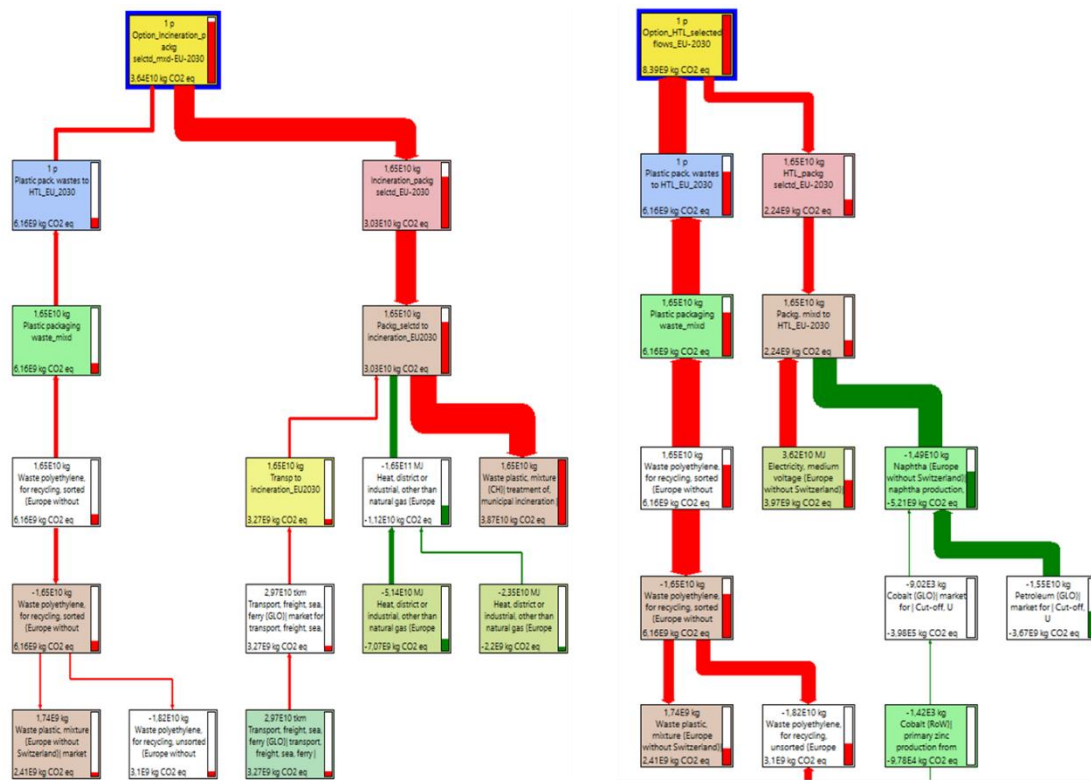 1 p
Option_Incineration_p
ackg
selctd_mxd-EU-2030
3,64E10 kg CO2 eq
1 p
Plastic pack. wastes to
HTL_EU_2030
6,16E9 kg CO2 eq
1,65E10 kg
Incineration_packg
selctd_EU-2030
3,03E10 kg CO2 eq
1,65E10 kg
Plastic packaging
waste_mixd
6,16E9 kg CO2 eq
1,65E10 kg
Packg_selctd to
incineration_EU2030
3,03E10 kg CO2 eq
1,65E10 kg
Waste polyethylene,
for recycling, sorted
{Europe without
6,16E9 kg CO2 eq
1,65E10 kg
Transp to
incineration_EU2030
3,27E9 kg CO2 eq
-1,65E11 MJ
Heat, district or
industrial, other than
natural gas {Europe
-1,12E10 kg CO2 eq
1,65E10 kg
Waste plastic, mixture
{CH}| treatment of,
municipal incineration |
3,87E10 kg CO2 eq
-1,65E10 kg
Waste polyethylene,
for recycling, sorted
{Europe without
6,16E9 kg CO2 eq
2,97E10 tkm
Transport, freight, sea,
ferry {GLO}| market for
transport, freight, sea,
3,27E9 kg CO2 eq
-5,14E10 MJ
Heat, district or
industrial, other than
natural gas {Europe
-7,07E9 kg CO2 eq
-2,35E10 MJ
Heat, district or
industrial, other than
natural gas {Europe
-2,2E9 kg CO2 eq
1,74E9 kg
Waste plastic, mixture
{Europe without
Switzerland}| market
2,41E9 kg CO2 eq
-1,82E10 kg
Waste polyethylene,
for recycling, unsorted
{Europe without
3,1E9 kg CO2 eq
2,97E10 tkm
Transport, freight, sea,
ferry {GLO}| transport,
freight, sea, ferry |
3,27E9 kg CO2 eq
1 p
Option_HTL_selected
flows_EU-2030
8,39E9 kg CO2 eq
1 p
Plastic pack. wastes
to HTL_EU_2030
6,16E9 kg CO2 eq
1,65E10 kg
HTL_packg
selctd_EU-2030
2,24E9 kg CO2 eq
1,65E10 kg
Plastic packaging
waste_mixd
6,16E9 kg CO2 eq
1,65E10 kg
Packg. mixd to
HTL_EU-2030
2,24E9 kg CO2 eq
1,65E10 kg
Waste polyethylene,
for recycling, sorted
{Europe without
6,16E9 kg CO2 eq
3,62E10 MJ
Electricity, medium
voltage {Europe
without Switzerland}|
3,97E9 kg CO2 eq
-1,49E10 kg
Naphtha {Europe
without Switzerland}|
naphtha production,
-5,21E9 kg CO2 eq
-1,65E10 kg
Waste polyethylene,
for recycling, sorted
{Europe without
6,16E9 kg CO2 eq
-9,02E3 kg
Cobalt {GLO}| market
for | Cut-off, U
-3,98E5 kg CO2 eq
-1,55E10 kg
Petroleum {GLO}|
market for | Cut-off,
U
-3,67E9 kg CO2 eq
1,74E9 kg
Waste plastic, mixture
{Europe without
Switzerland}|
2,41E9 kg CO2 eq
-1,82E10 kg
Waste polyethylene,
for recycling,
unsorted {Europe
3,1E9 kg CO2 eq
-1,42E3 kg
Cobalt {RoW}|
primary zinc
production from
-9,78E4 kg CO2 eq